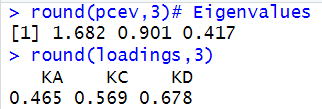 > round(pcev,3)# Eigenvalues
[1] 1.682 0.901 0.417
> round(loadings,3)
KA KC KD
0.465 0.569 0.678